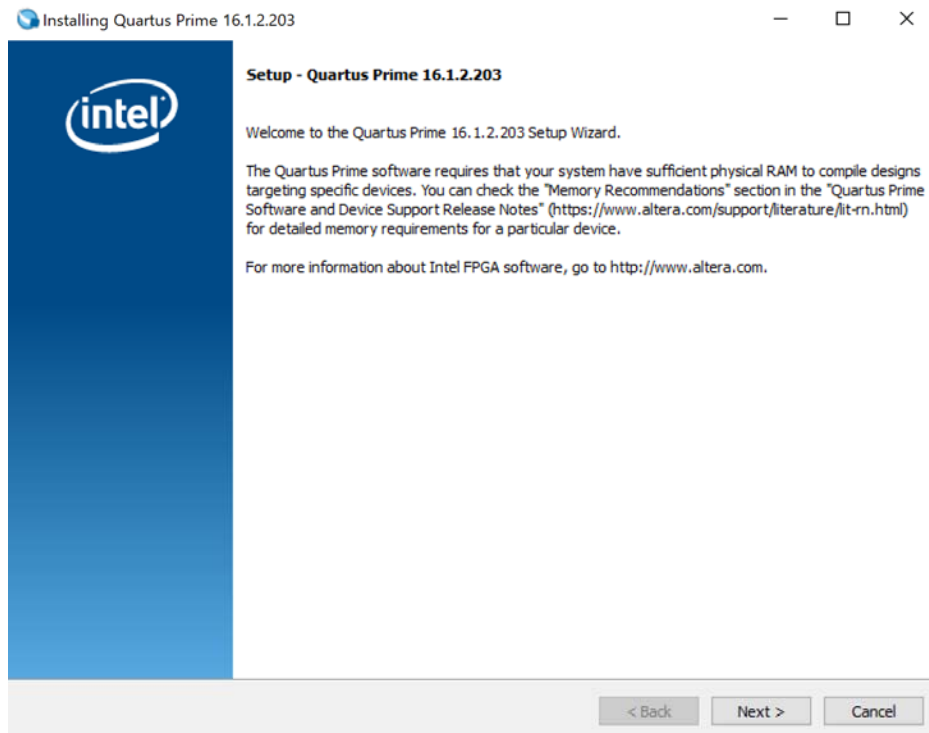 Installing Quartus Prime 16.1.2.203
intel
Setup - Quartus Prime 16.1.2.203
Welcome to the Quartus Prime 16.1.2.203 Setup Wizard.
The Quartus Prime software requires that your system have sufficient physical RAM to compile designs
targeting specific devices. You can check the "Memory Recommendations" section in the "Quartus Prime
Software and Device Support Release Notes" (https://www.altera.com/support/literature/lit-rn.html)
for detailed memory requirements for a particular device.
For more information about Intel FPGA software, go to http://www.altera.com.
< Back Next > Cancel